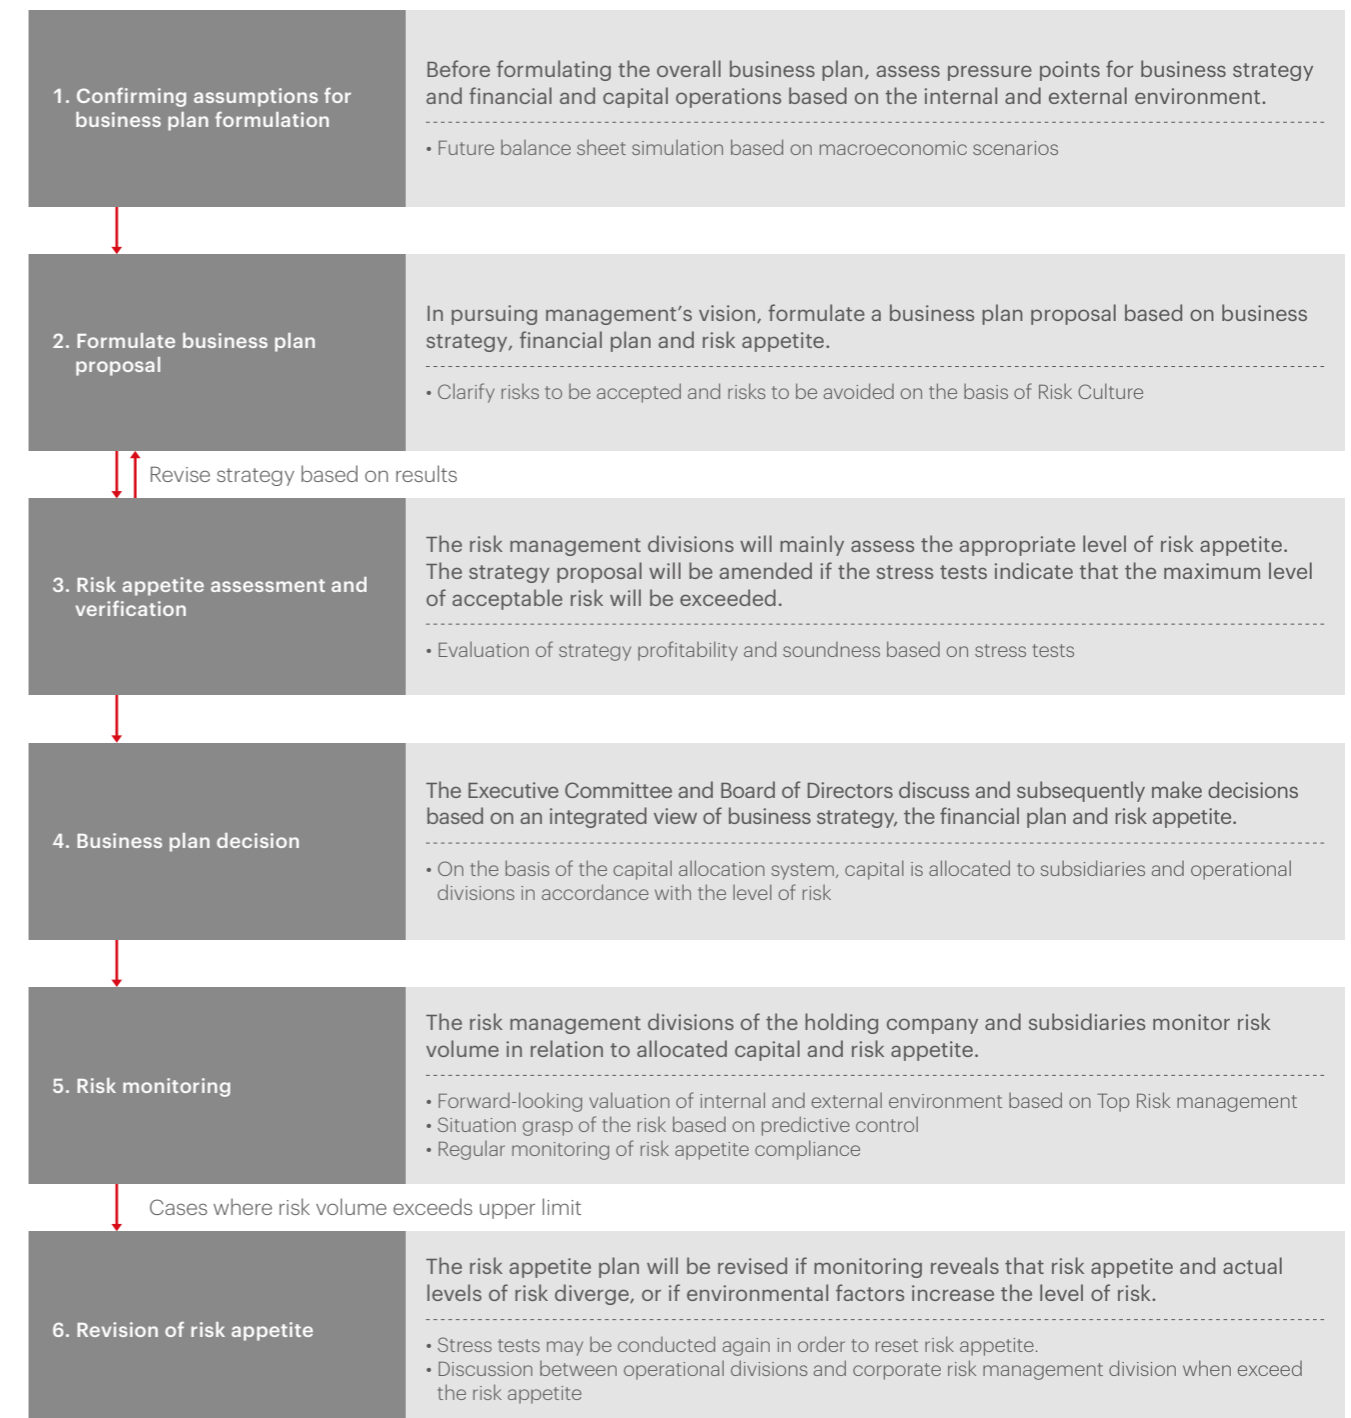 1. Confirming assumptions for
business plan formulation
Before formulating the overall business plan, assess pressure points for business strategy
and financial and capital operations based on the internal and external environment.
• Future balance sheet simulation based on macroeconomic scenarios
2. Formulate business plan
proposal
In pursuing management’s vision, formulate a business plan proposal based on business
strategy, financial plan and risk appetite.
• Clarify risks to be accepted and risks to be avoided on the basis of Risk Culture
Revise strategy based on results
3. Risk appetite assessment and
verification
The risk management divisions will mainly assess the appropriate level of risk appetite.
The strategy proposal will be amended if the stress tests indicate that the maximum level
of acceptable risk will be exceeded.
• Evaluation of strategy profitability and soundness based on stress tests
4. Business plan decision
The Executive Committee and Board of Directors discuss and subsequently make decisions
based on an integrated view of business strategy, the financial plan and risk appetite.
• On the basis of the capital allocation system, capital is allocated to subsidiaries and operational
divisions in accordance with the level of risk
5. Risk monitoring
The risk management divisions of the holding company and subsidiaries monitor risk
volume in relation to allocated capital and risk appetite.
• Forward-looking valuation of internal and external environment based on Top Risk management
• Situation grasp of the risk based on predictive control
• Regular monitoring of risk appetite compliance
Cases where risk volume exceeds upper limit
6. Revision of risk appetite
The risk appetite plan will be revised if monitoring reveals that risk appetite and actual
levels of risk diverge, or if environmental factors increase the level of risk.
• Stress tests may be conducted again in order to reset risk appetite.
• Discussion between operational divisions and corporate risk management division when exceed
the risk appetite